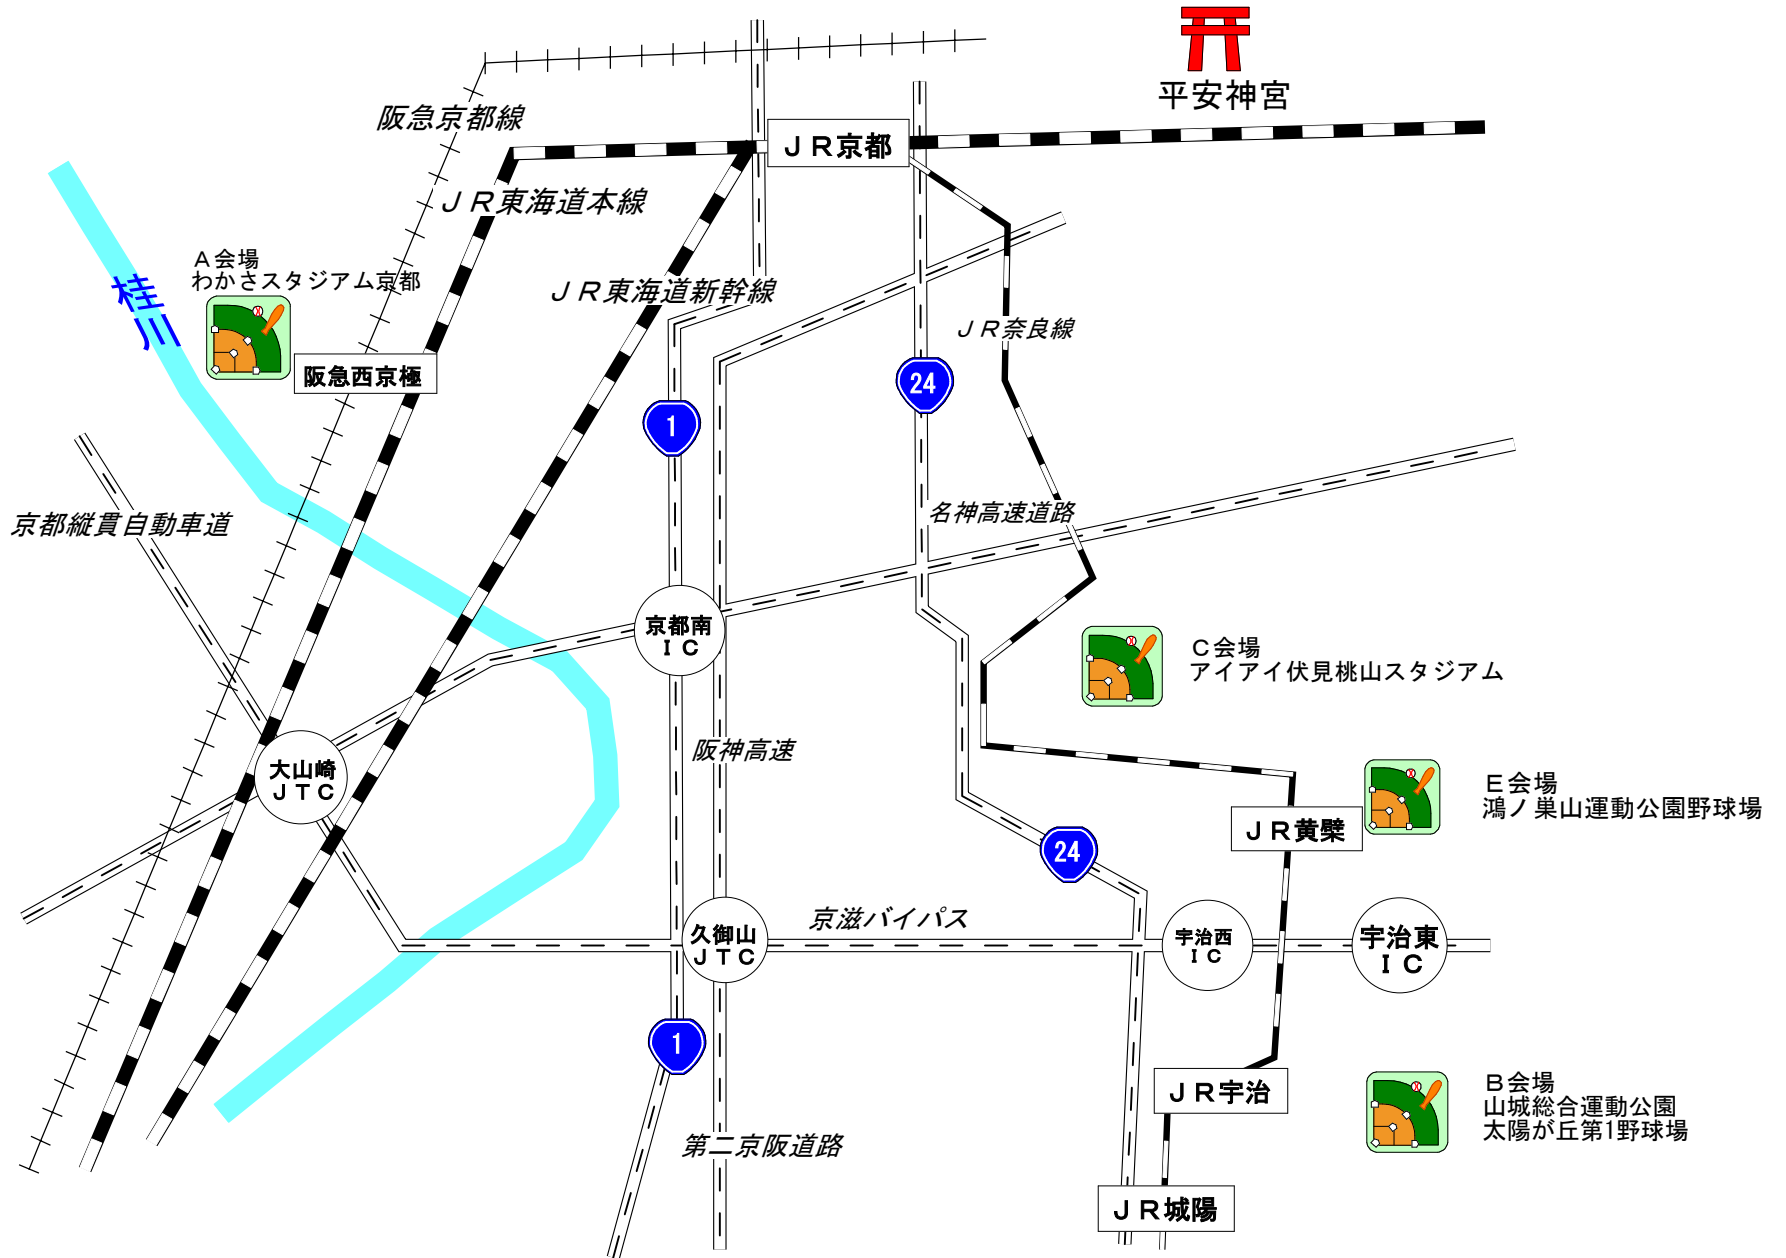 平安神宮
阪急京都線
ＪＲ京都
ＪＲ東海道本線
Ａ会場
わかさスタジアム京都
桂川
ＪＲ東海道新幹線
ＪＲ奈良線
阪急西京極
24
1
京都縦貫自動車道
名神高速道路
京都南
ＩＣ
Ｃ会場
アイアイ伏見桃山スタジアム
阪神高速
大山崎
ＪＴＣ
Ｅ会場
鴻ノ巣山運動公園野球場
ＪＲ黄檗
24
京滋バイパス
久御山
ＪＴＣ
宇治西
ＩＣ
宇治東
ＩＣ
1
ＪＲ宇治
Ｂ会場
山城総合運動公園
太陽が丘第1野球場
第二京阪道路
ＪＲ城陽